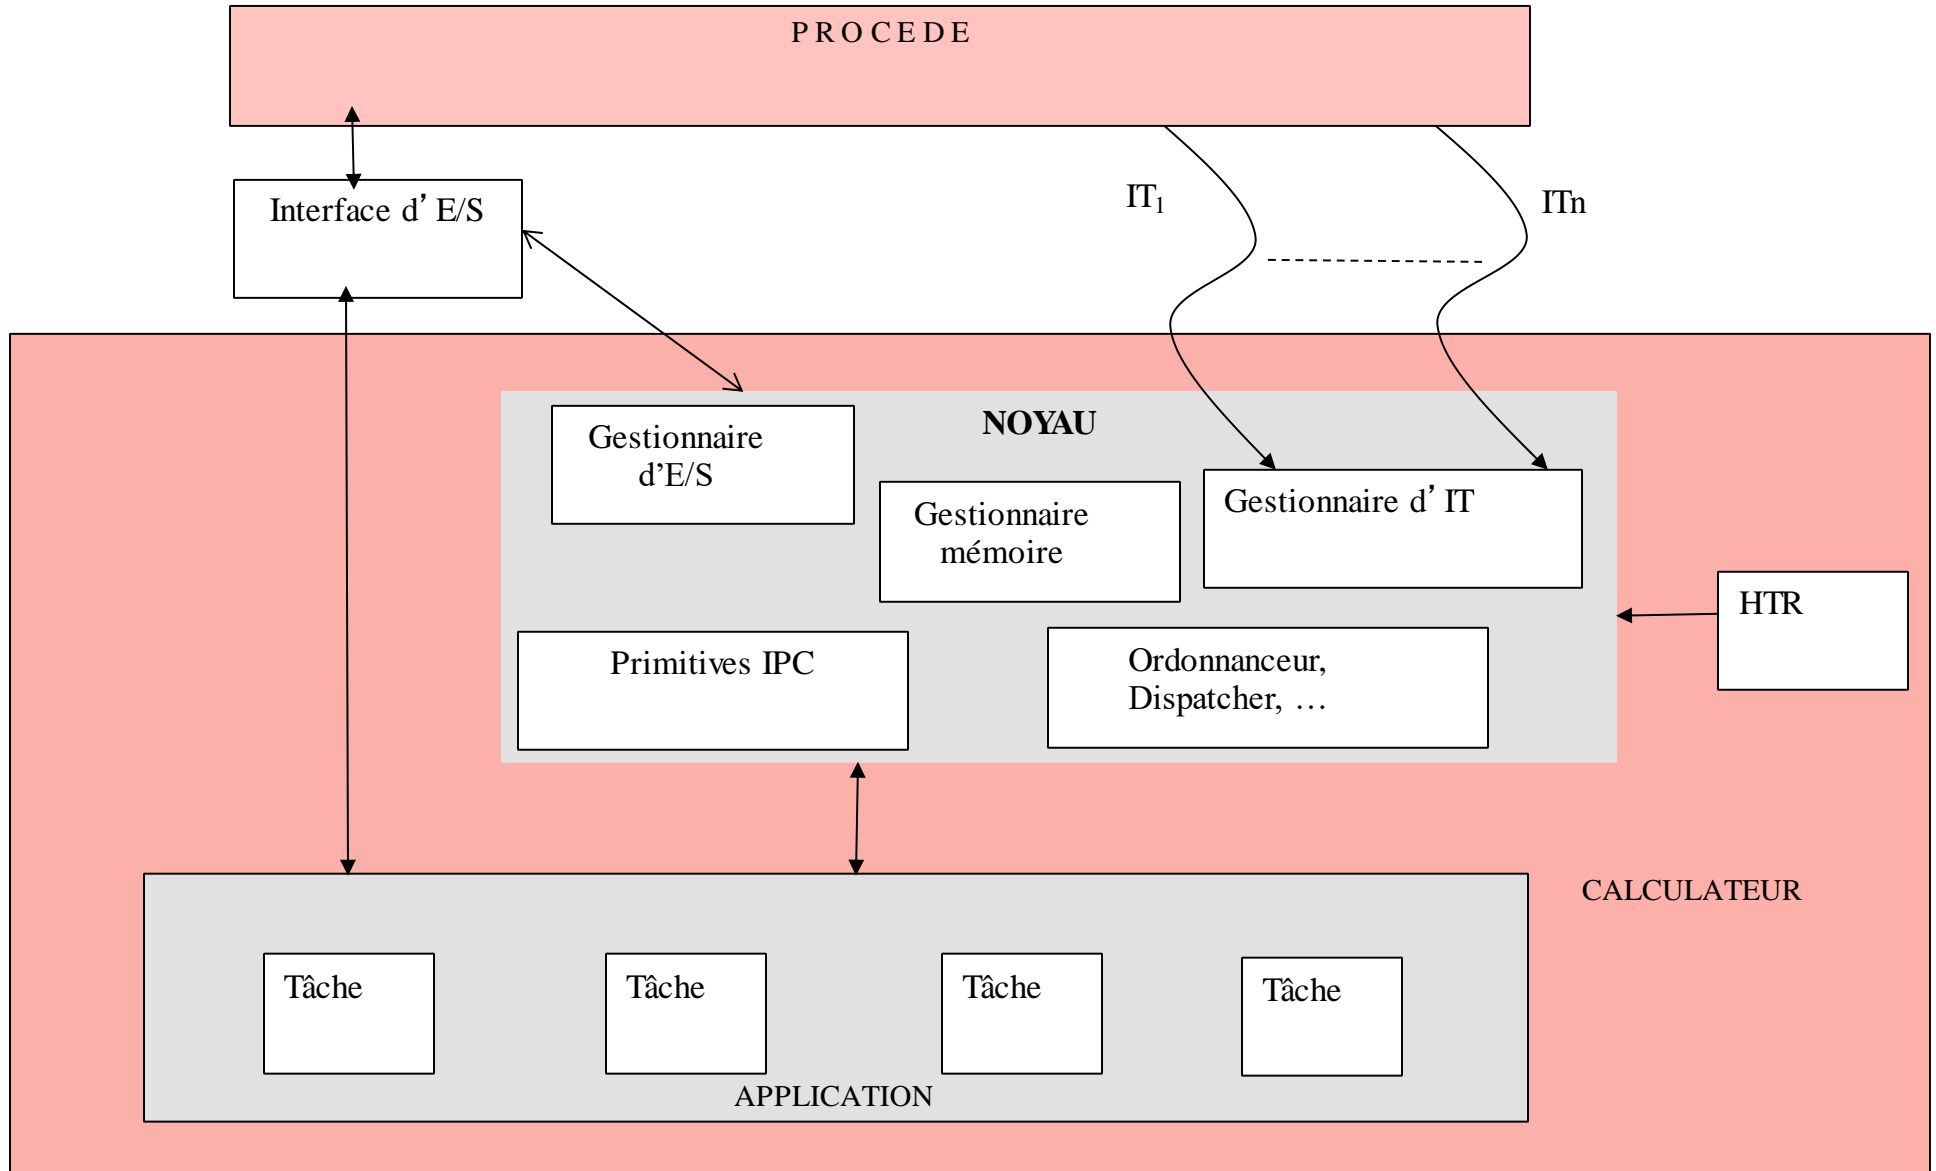 PROCEDE
Interface d’ E/S
IT1
ITn
NOYAU
Gestionnaire
d’E/S
Gestionnaire d’ IT
Gestionnaire
mémoire
HTR
Primitives IPC
Ordonnanceur,
Dispatcher, …
CALCULATEUR
Tâche
Tâche
Tâche
Tâche
APPLICATION